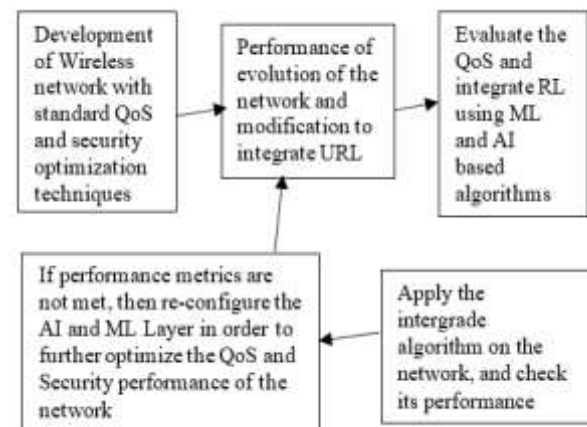 Development
of Wireless
network with
standard QoS
and security
optimization
techniques
Performance of
evolution of the
network and
modification to
integrate URL
Evaluate the
QoS and
integrate RL
using ML
and AI
based
algorithms
If performance metrics are
not met, then re-configure the
AI and ML Layer in order to
further optimize the QoS and
Security performance of the
network
Apply the
intergrade
algorithm on the
network, and check
its performance